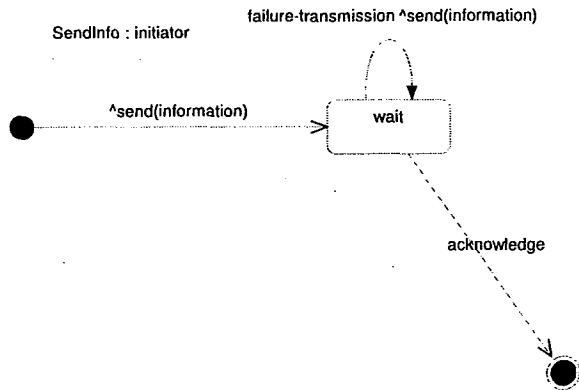 failure-transmission ^send(information)
SendInfo : initiator
^send(information)
wait
acknowledge